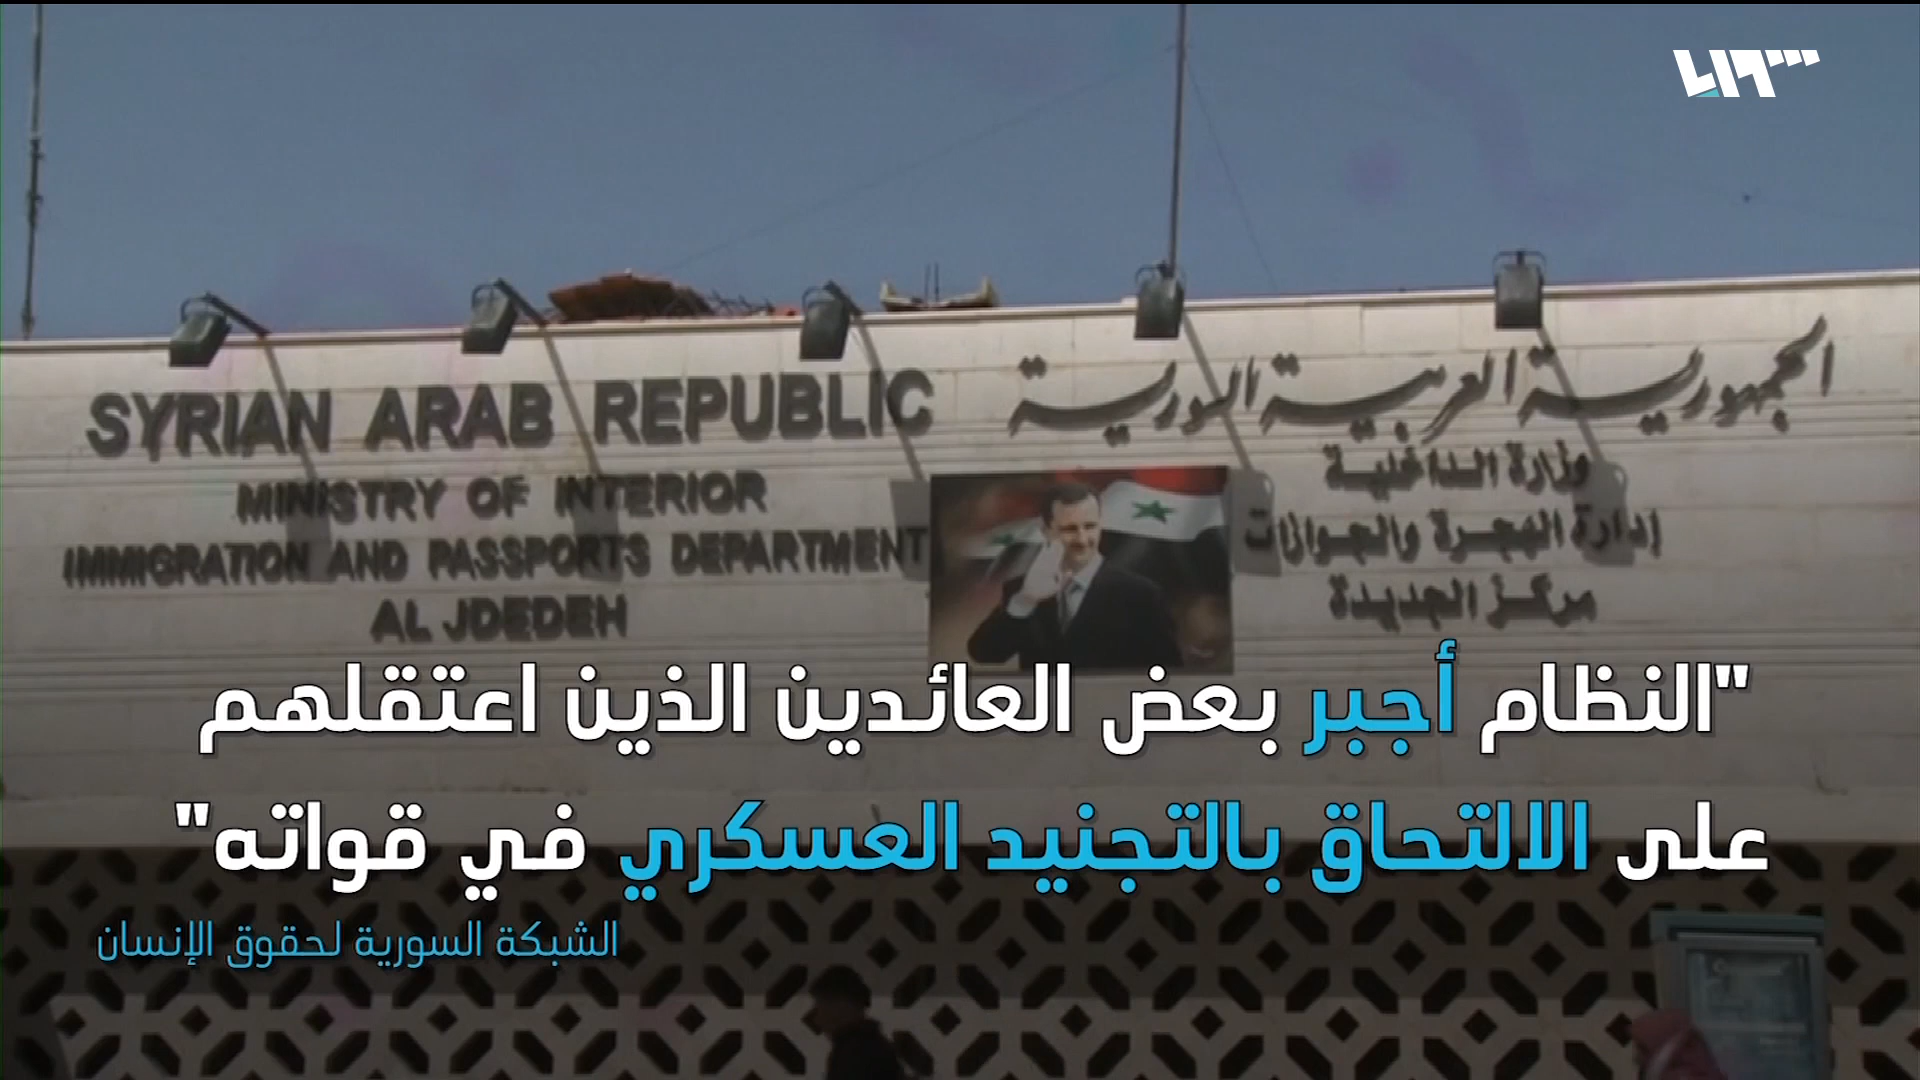 SYRIAN ARAB REPUBLIC
MINISTRY OF INTERIOR
IMMIGRATION AND PASSPORTS DEPARTMENT
AL JDEDEH
الجمهورية العربية السورية
وزارة الداخلية
إدارة الهجرة والجوازات
مركز الجديدة
"النظام أجبر بعض العائدين الذين اعتقلهم
على الالتحاق بالتجنيد العسكري في قواته"
الشبكة السورية لحقوق الإنسان